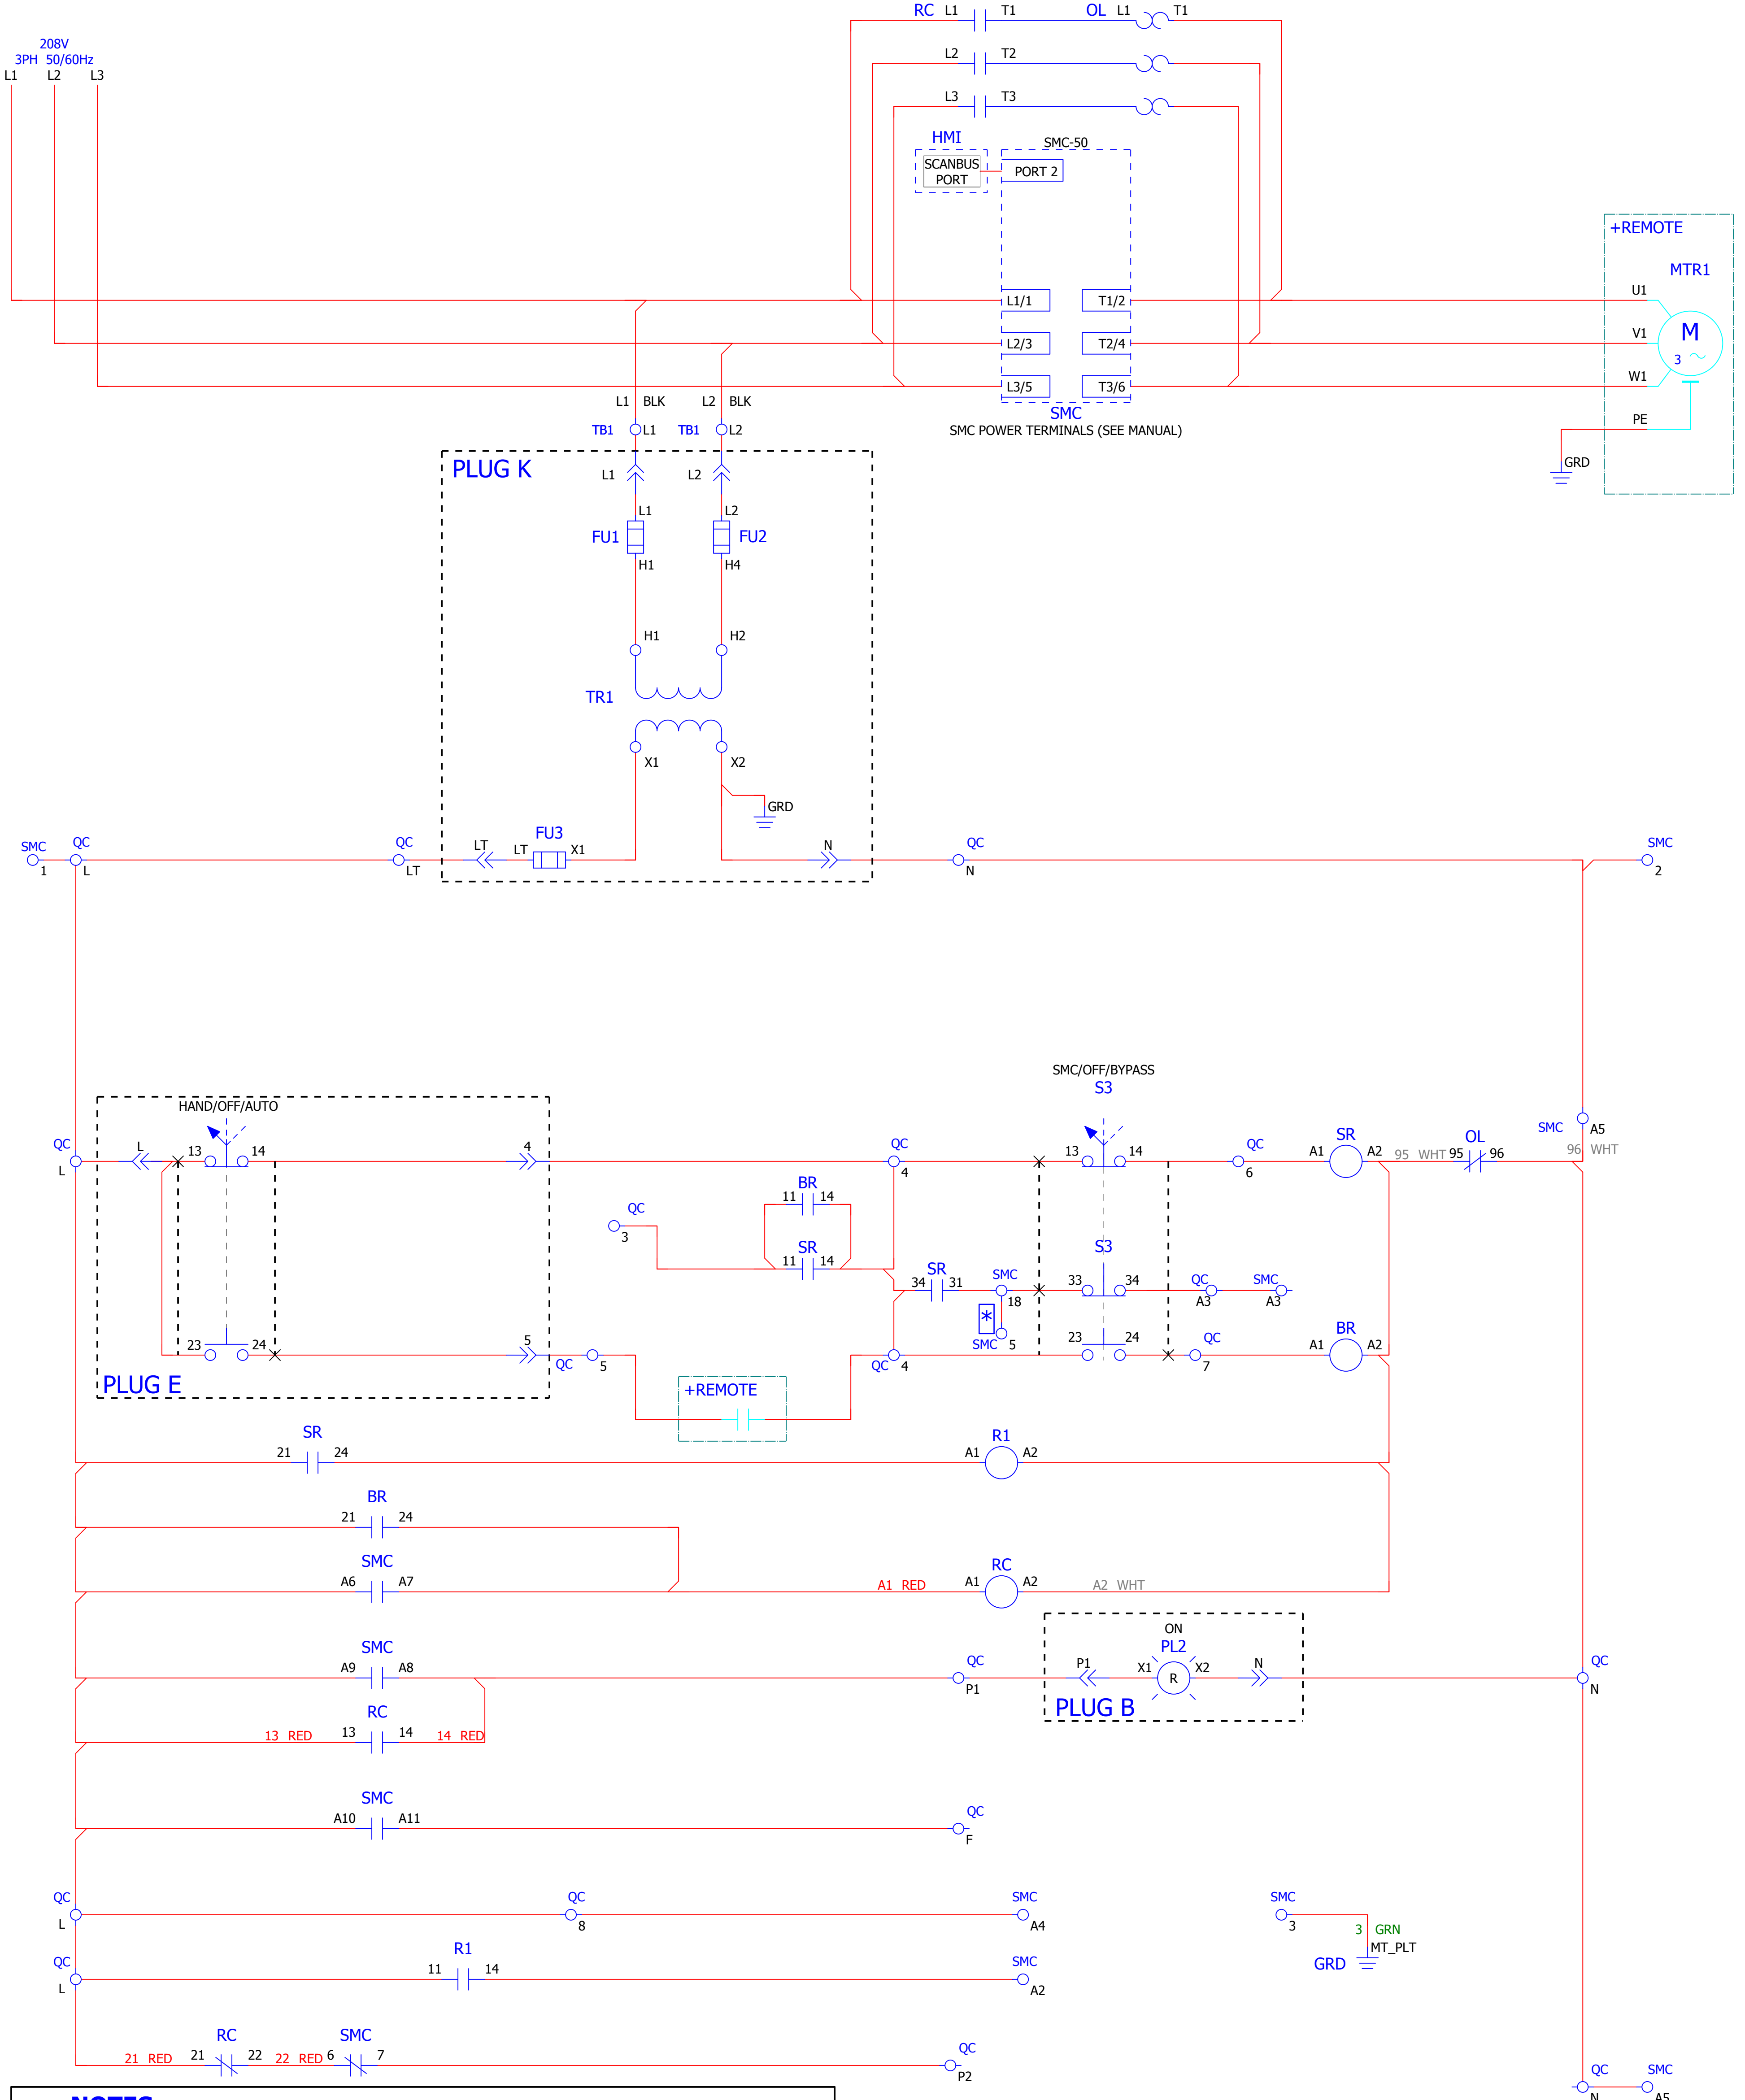 RC L1 T1 OL L1 T1
208V
3PH 50/60Hz
L1 L2 L3
L2 T2
L3 T3
HMI
SMC-50
SCANBUS
PORT
PORT 2
+REMOTE
MTR1
L1/1 T1/2 U1
M
3
L2/3 T2/4 V1
L3/5 T3/6 W1
SMC
SMC POWER TERMINALS (SEE MANUAL)
PE
GRD
L1 BLK L2 BLK
TB1 L1 TB1 L2
PLUG K
L1 L2
L1 L2
FU1 FU2
H1 H4
H1 H2
TR1
X1 X2
GRD
FU3
SMC QC QC LT LT X1 N QC SMC
1 L LT N 2
SMC/OFF/BYPASS
S3
HAND/OFF/AUTO
SMC A5
QC L 13 14 4 QC 13 14 QC SR OL
L 4 6 A1 A2 95 WHT 95 96 96 WHT
BR
11 14
QC
3
SR
11 14
S3
SR
34 31 SMC 33 34 QC SMC
18 A3 A3
*
SMC 5
23 24 5 QC 5 QC 4 23 24 QC 7 BR A1 A2
PLUG E
+REMOTE
SR
21 24
R1
A1 A2
BR
21 24
SMC
A6 A7
A1 RED
RC
A1 A2
A2 WHT
ON
SMC PL2
A9 A8 QC P1 P1 X1 R X2 N QC N
PLUG B
RC
13 RED 13 14 14 RED
SMC
A10 A11 QC
F
QC QC SMC SMC
L 8 A4 3
3 GRN
MT_PLT
GRD
QC R1 SMC
L 11 14 A2
RC SMC
21 RED 21 22 22 RED 6 7 QC
P2
QC SMC
N A5
NOTES